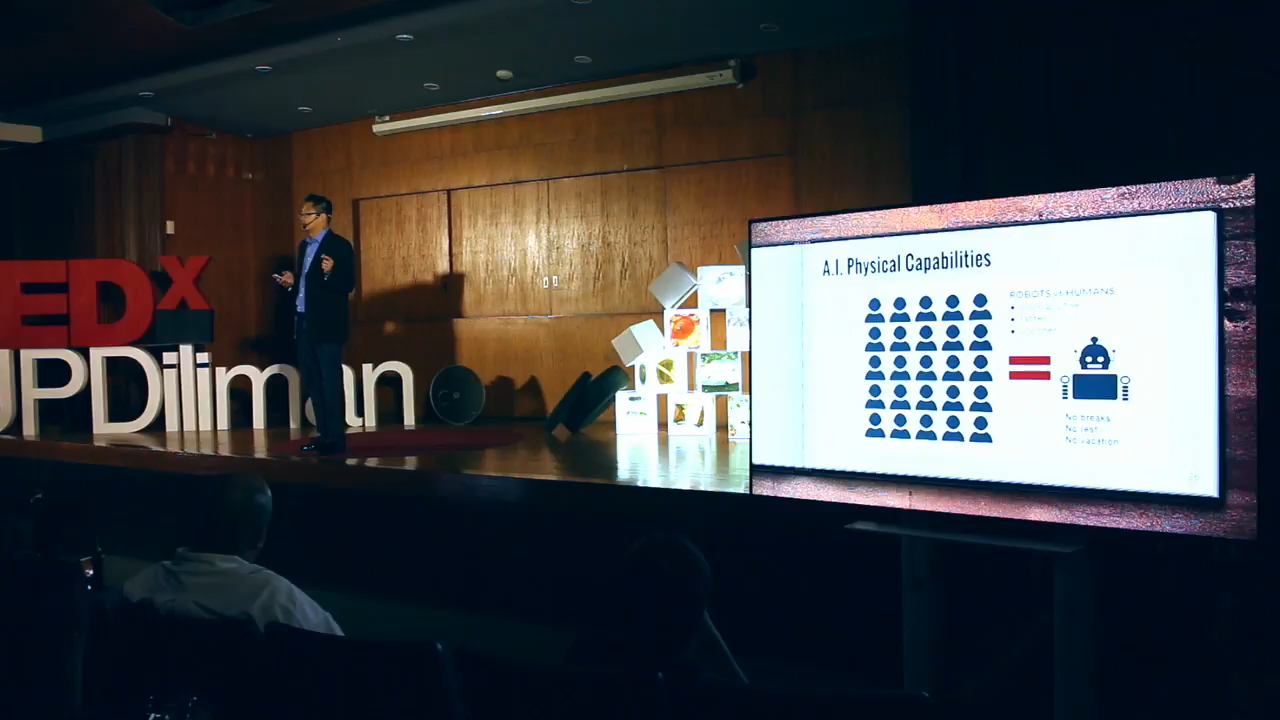 EDx
UPDiliman
A.I. Physical Capabilities
ROBOTS vs HUMANS
No breaks
No rest
No vacation